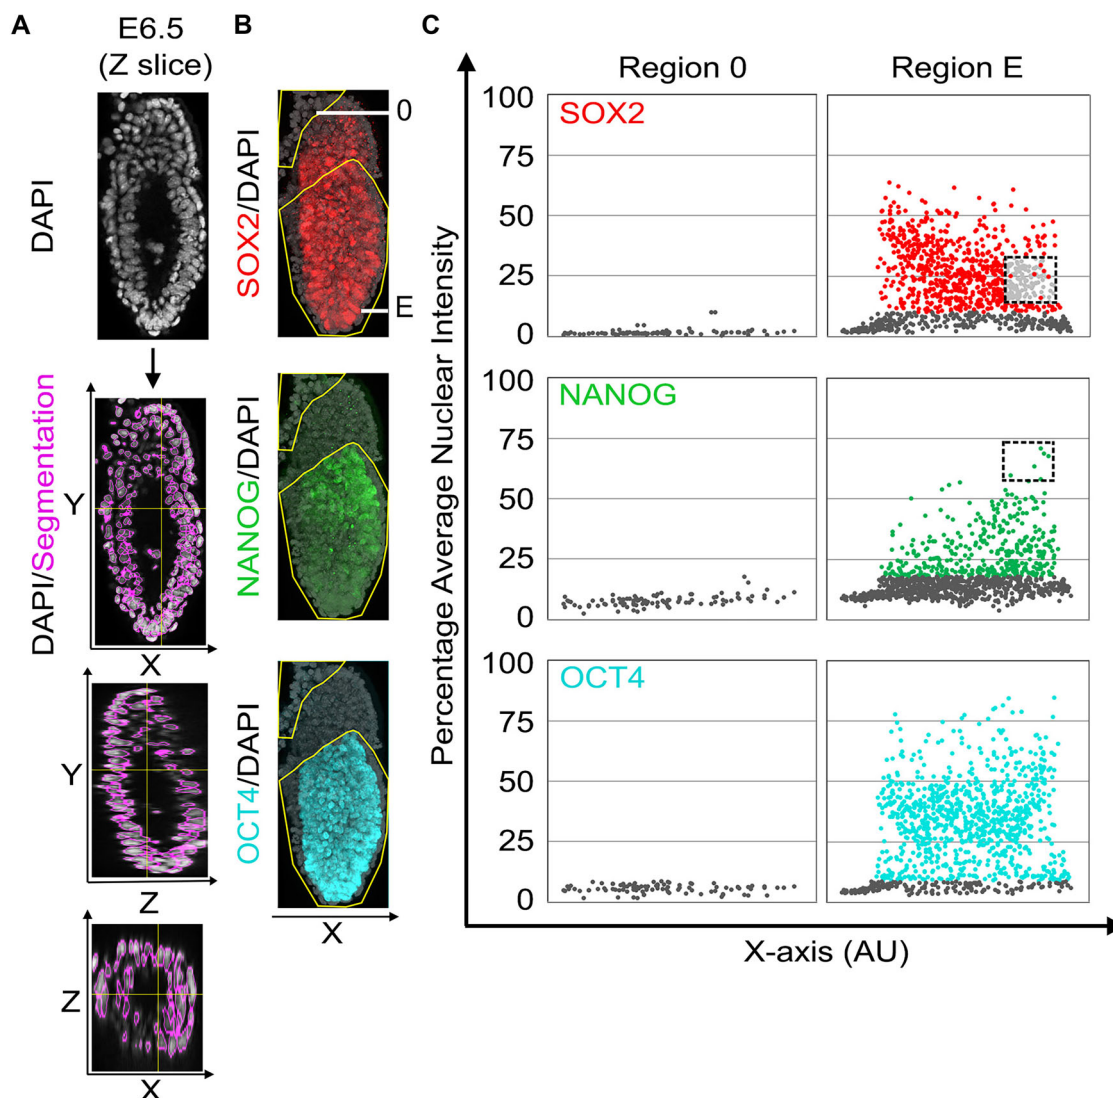 A
E6.5
(Z slice)
DAPI
DAPI/Segmentation
Y
X
Y
Z
Z
X
B
SOX2/DAPI
0
E
NANOG/DAPI
OCT4/DAPI
X
C
Region 0
Region E
Percentage Average Nuclear Intensity
100
75
50
25
0
SOX2
100
75
50
25
0
NANOG
100
75
50
25
0
OCT4
X-axis (AU)